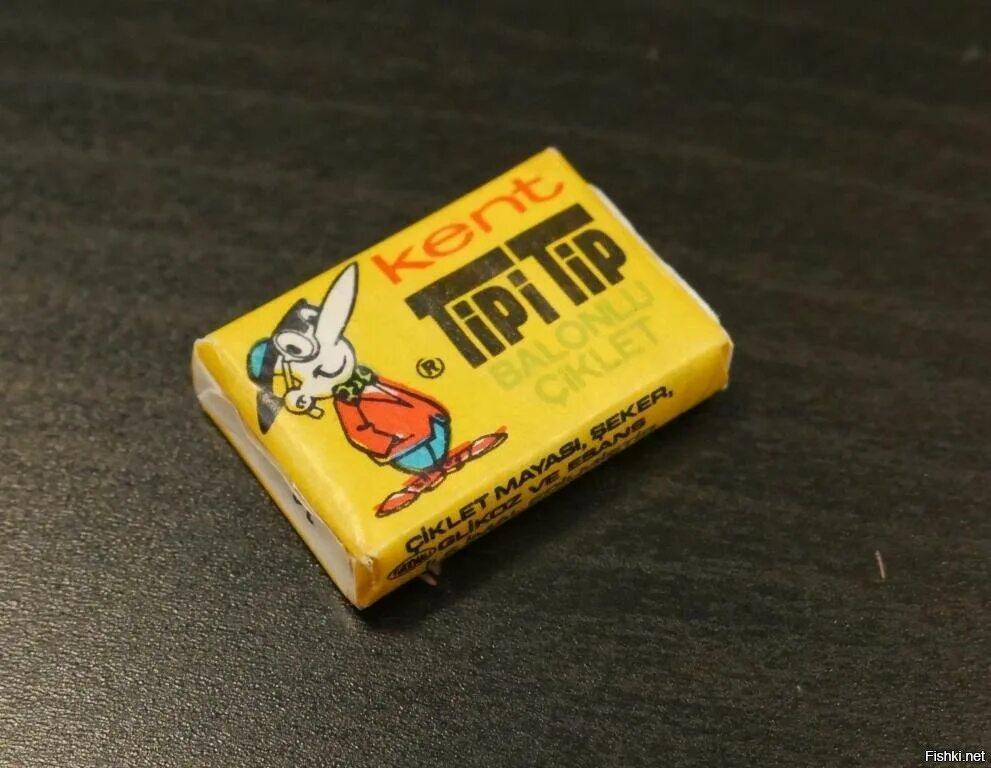 kent
TipiTip
BALONLU
ÇİKLET
®
ÇİKLET MAYASI, ŞEKER,
GLİKOZ VE ESANS
Fishki.net